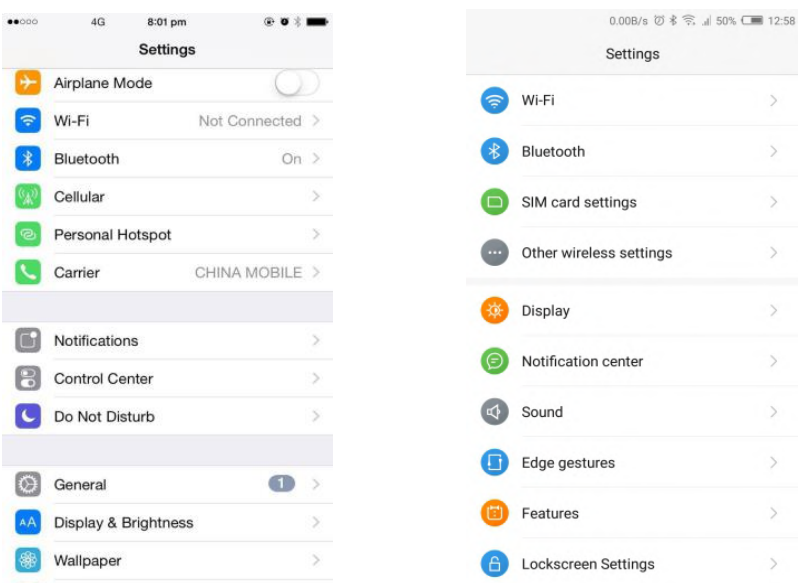 4G 8:01 pm
Settings
Airplane Mode
Wi-Fi Not Connected
Bluetooth On
Cellular
Personal Hotspot
Carrier CHINA MOBILE
Notifications
Control Center
Do Not Disturb
General 1
AA Display & Brightness
Wallpaper
0.00B/s 50% 12:58
Settings
Wi-Fi
Bluetooth
SIM card settings
Other wireless settings
Display
Notification center
Sound
Edge gestures
Features
Lockscreen Settings